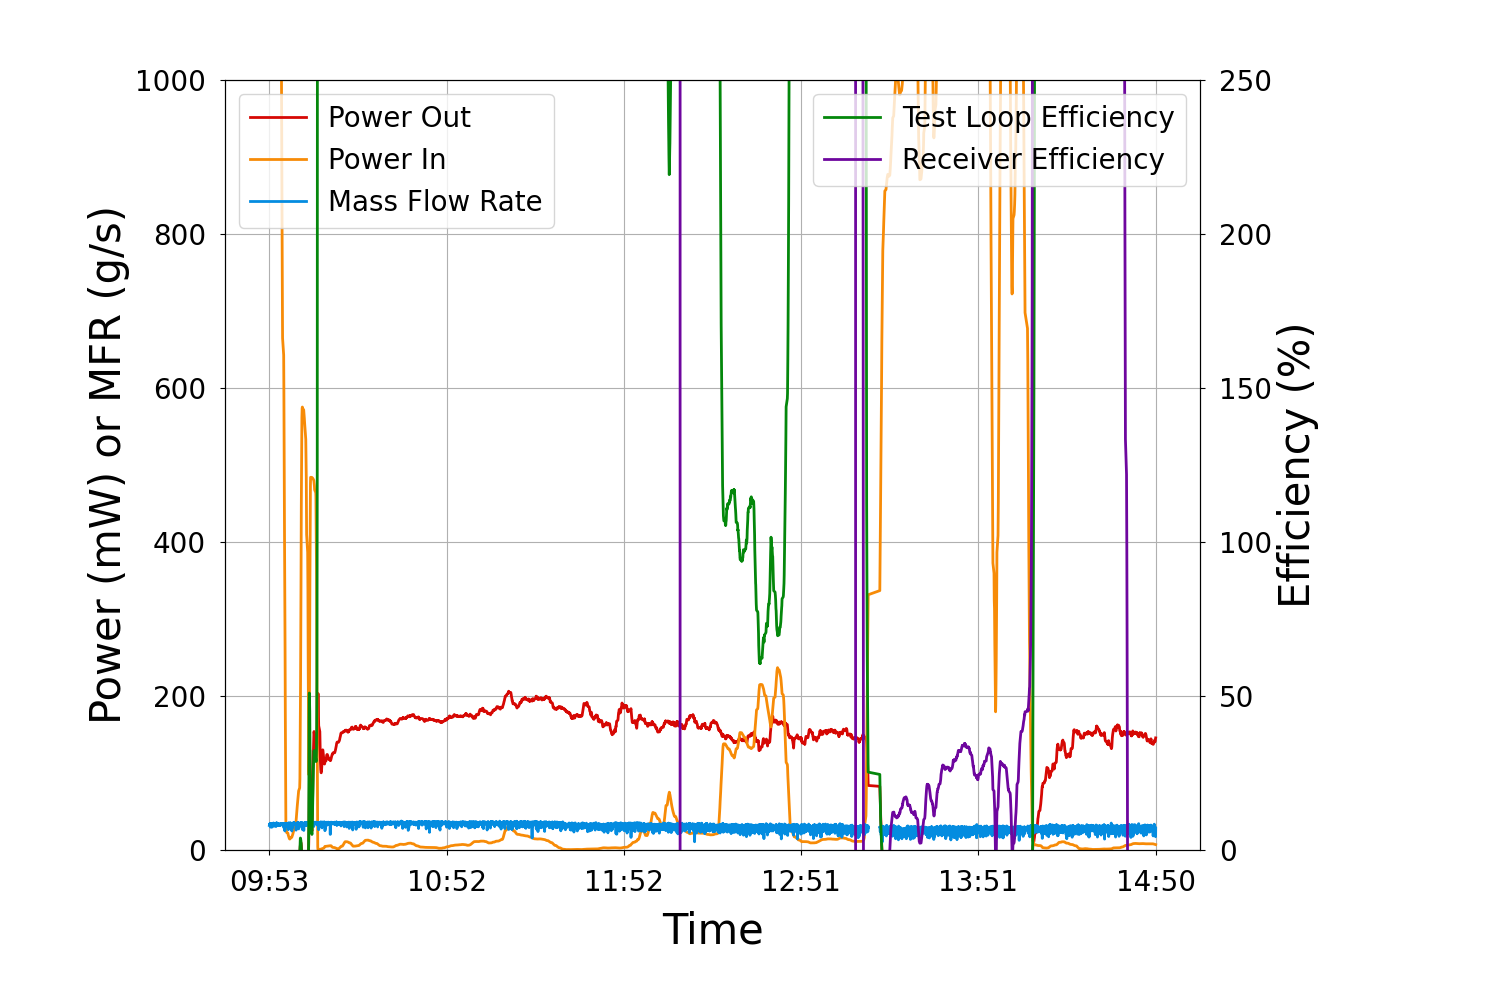 1000
800
600
400
200
0
Power (mW) or MFR (g/s)
Power Out
Power In
Mass Flow Rate
Test Loop Efficiency
Receiver Efficiency
250
200
150
100
50
0
Efficiency (%)
09:53 10:52 11:52 12:51 13:51 14:50
Time